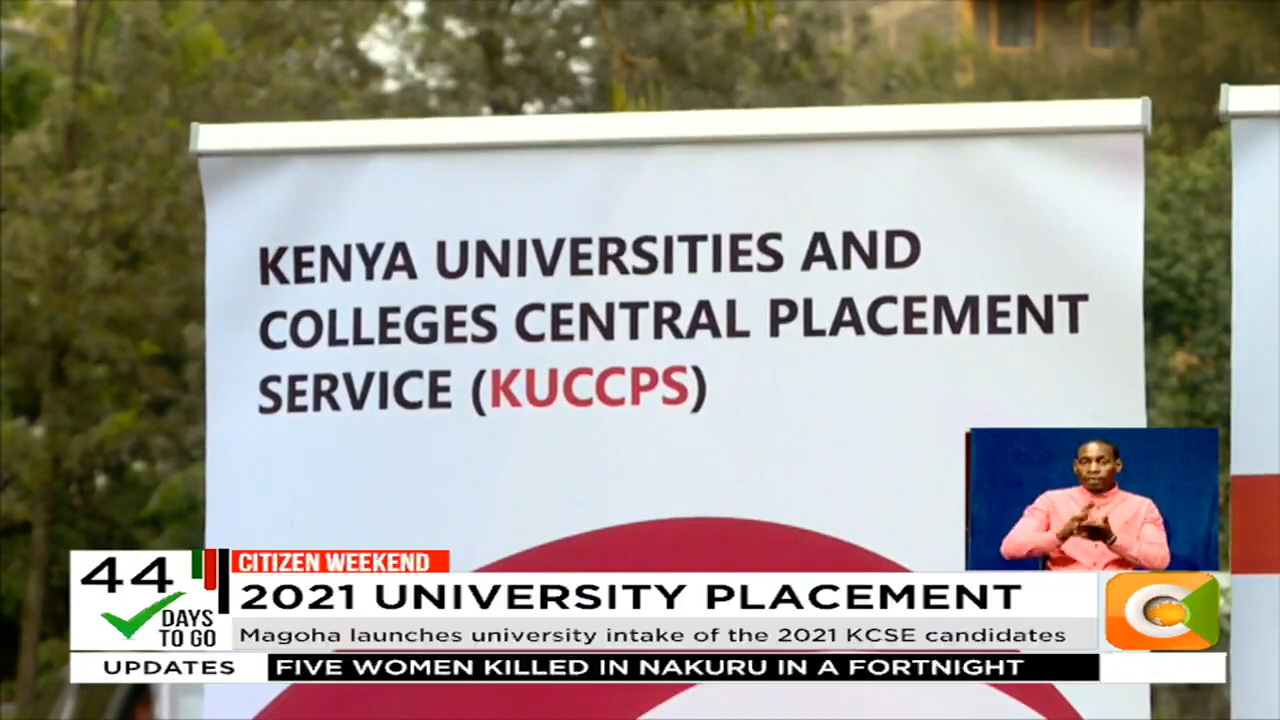 KENYA UNIVERSITIES AND
COLLEGES CENTRAL PLACEMENT
SERVICE (KUCCPS)
44
DAYS
TO GO
CITIZEN WEEKEND
2021 UNIVERSITY PLACEMENT
Magoha launches university intake of the 2021 KCSE candidates
UPDATES
FIVE WOMEN KILLED IN NAKURU IN A FORTNIGHT